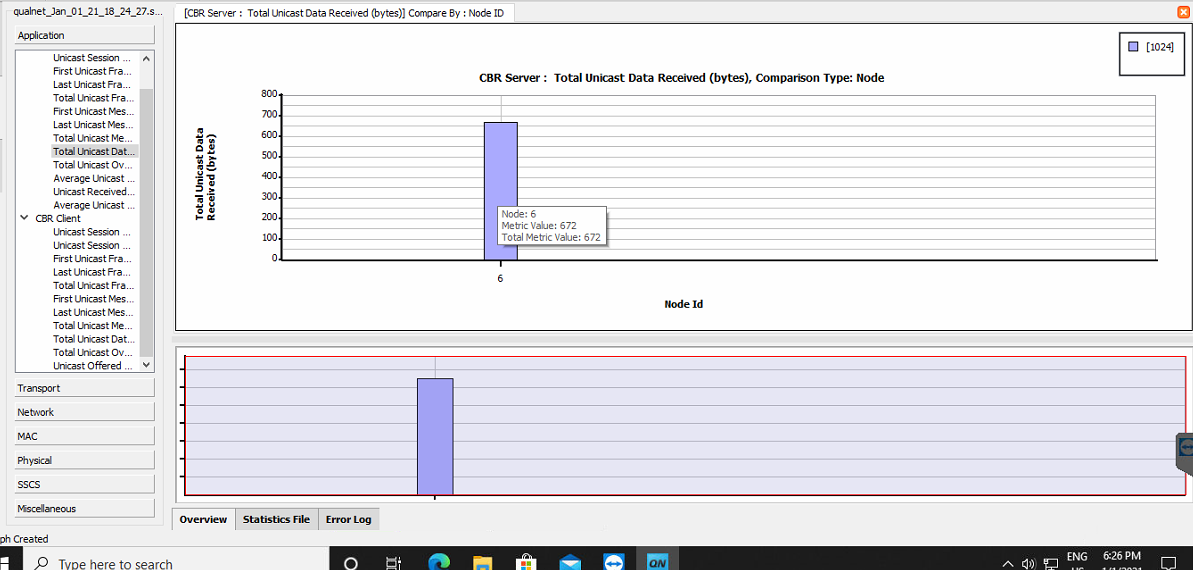 qualnet_Jan_01_21_18_24_27.s...
Application
Unicast Session ...
First Unicast Fra...
Last Unicast Fra...
Total Unicast Fra...
First Unicast Mes...
Last Unicast Mes...
Total Unicast Me...
Total Unicast Dat...
Total Unicast Ov...
Average Unicast ...
Unicast Received...
Average Unicast ...
CBR Client
Unicast Session ...
Unicast Session ...
First Unicast Fra...
Last Unicast Fra...
Total Unicast Fra...
First Unicast Mes...
Last Unicast Mes...
Total Unicast Me...
Total Unicast Dat...
Total Unicast Ov...
Unicast Offered ...
Transport
Network
MAC
Physical
SSCS
Miscellaneous
ph Created
[CBR Server : Total Unicast Data Received (bytes)] Compare By : Node ID
[1024]
CBR Server : Total Unicast Data Received (bytes), Comparison Type: Node
Total Unicast Data
Received (bytes)
800
700
600
500
400
300
200
100
0
Node: 6
Metric Value: 672
Total Metric Value: 672
6
Node Id
Overview Statistics File Error Log
Type here to search
QN
ENG
6:26 PM